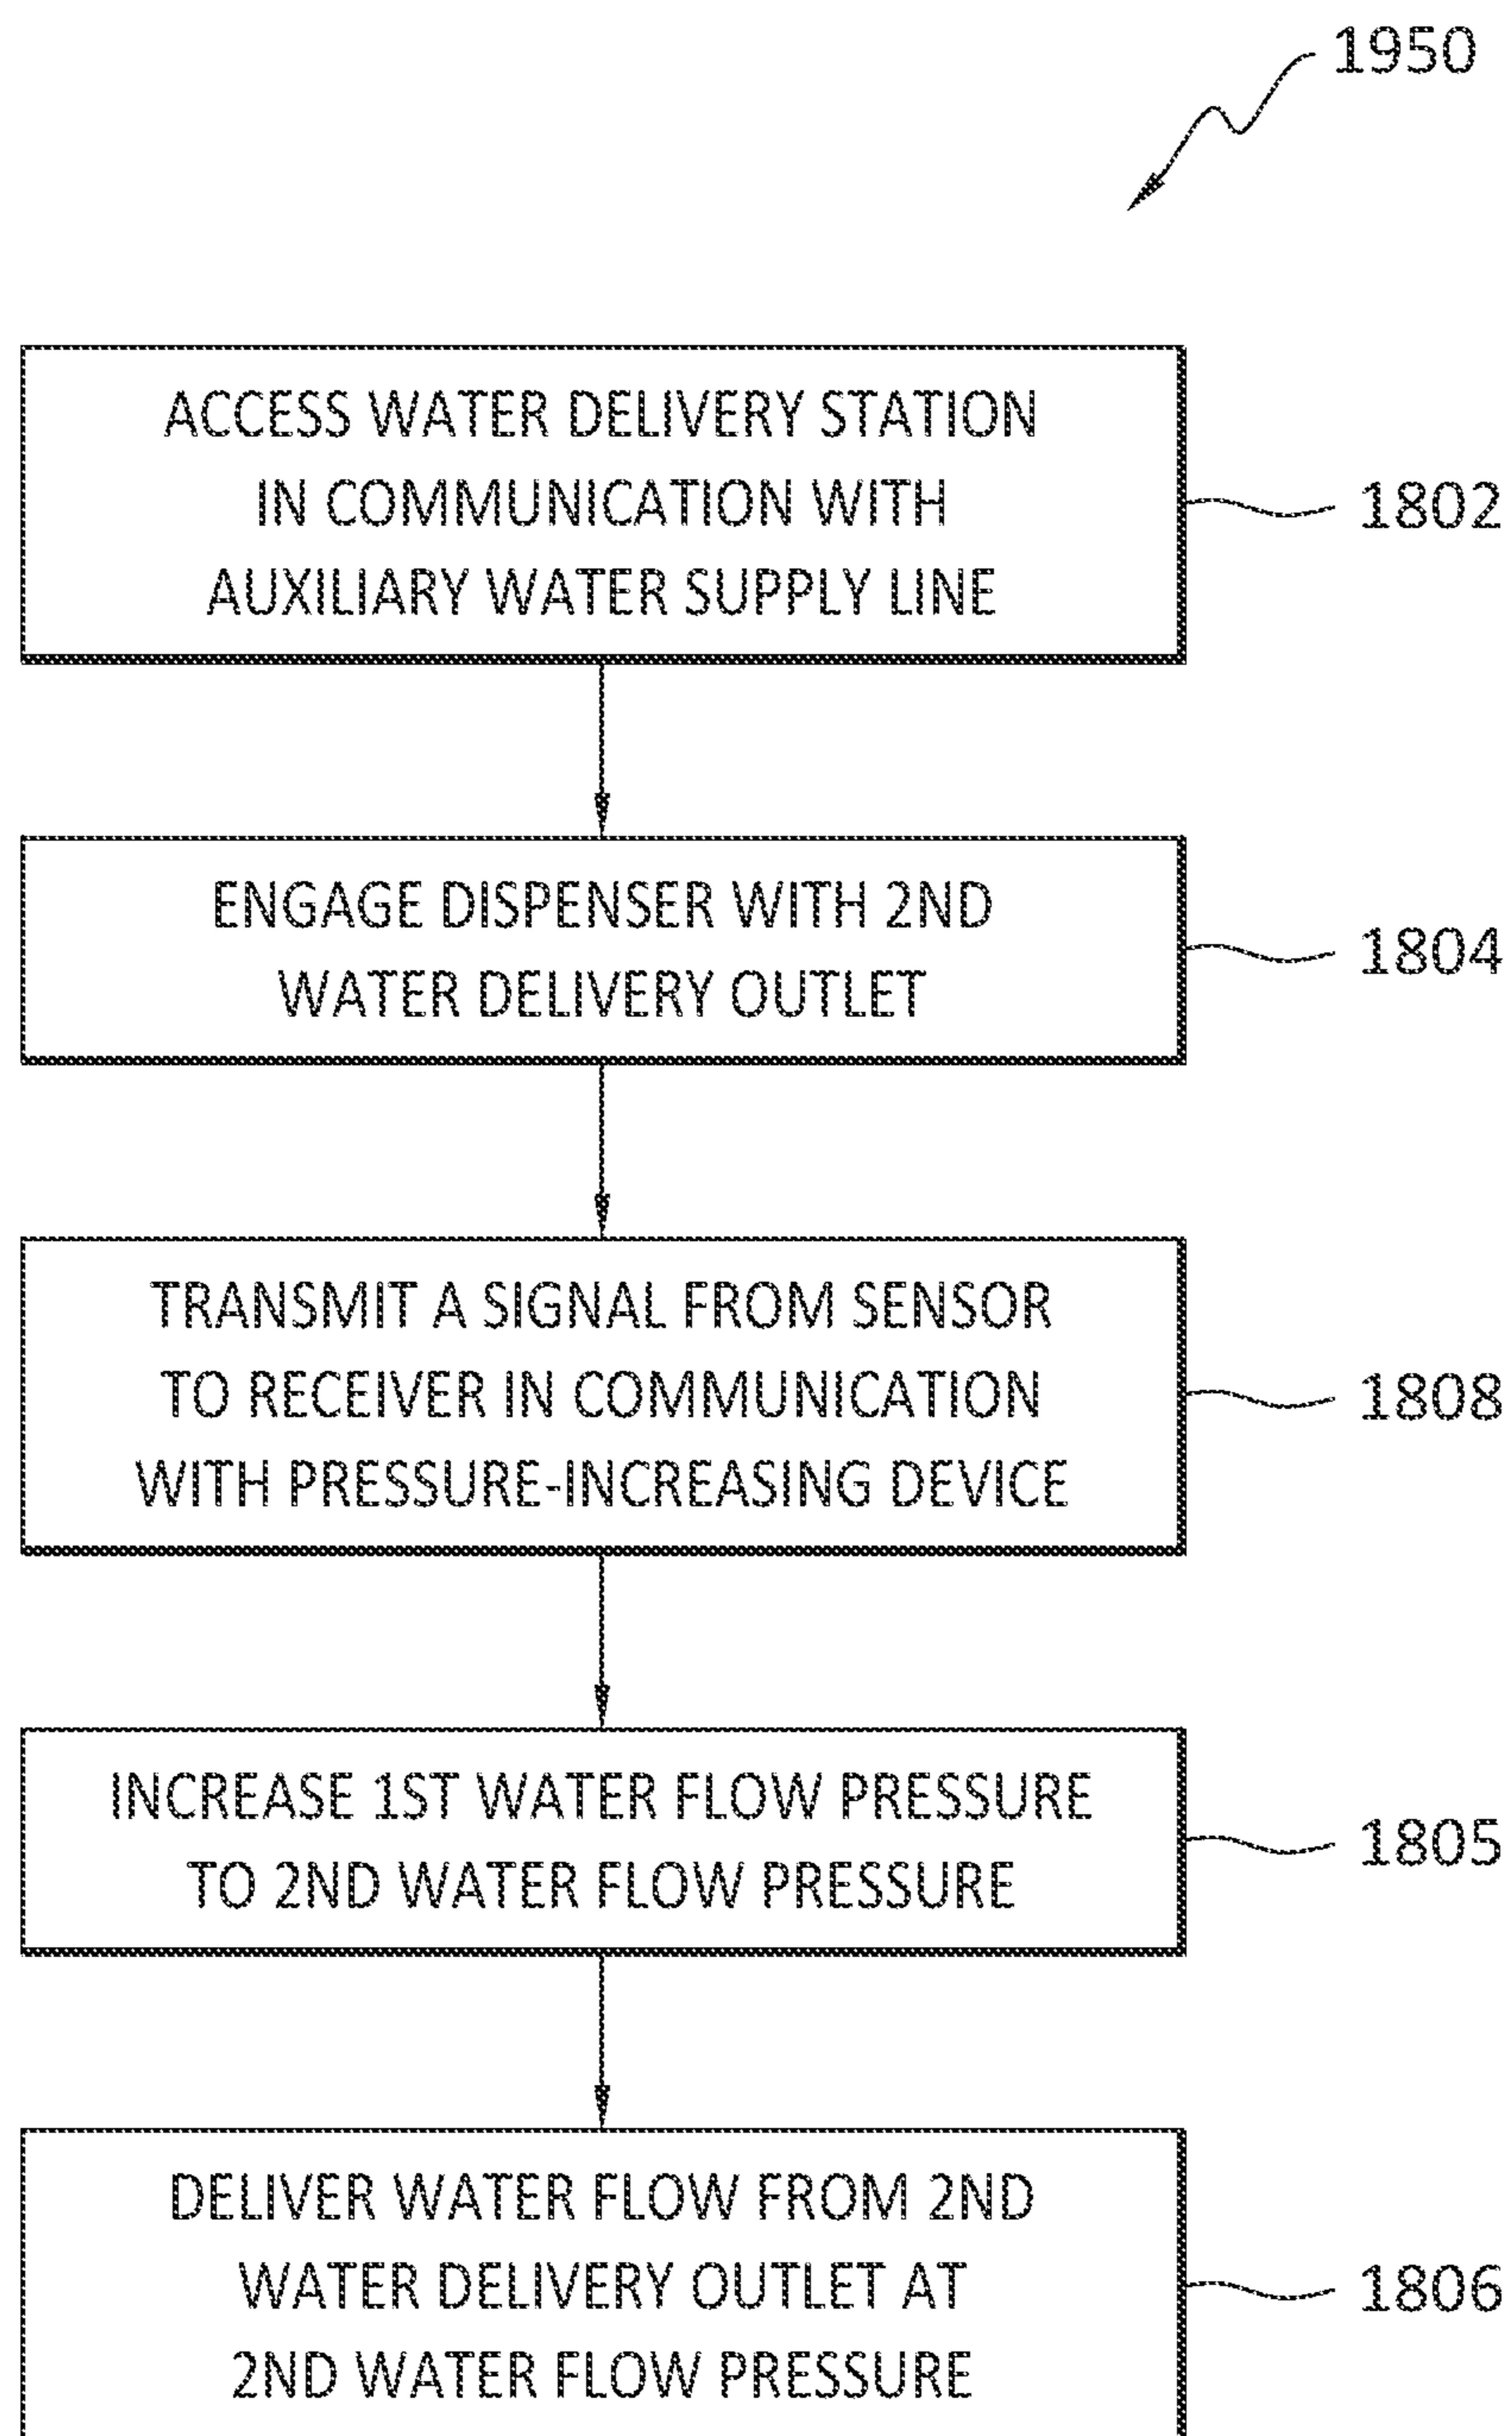 1950
ACCESS WATER DELIVERY STATION
IN COMMUNICATION WITH
AUXILIARY WATER SUPPLY LINE
1802
ENGAGE DISPENSER WITH 2ND
WATER DELIVERY OUTLET
1804
TRANSMIT A SIGNAL FROM SENSOR
TO RECEIVER IN COMMUNICATION
WITH PRESSURE-INCREASING DEVICE
1808
INCREASE 1ST WATER FLOW PRESSURE
TO 2ND WATER FLOW PRESSURE
1805
DELIVER WATER FLOW FROM 2ND
WATER DELIVERY OUTLET AT
2ND WATER FLOW PRESSURE
1806